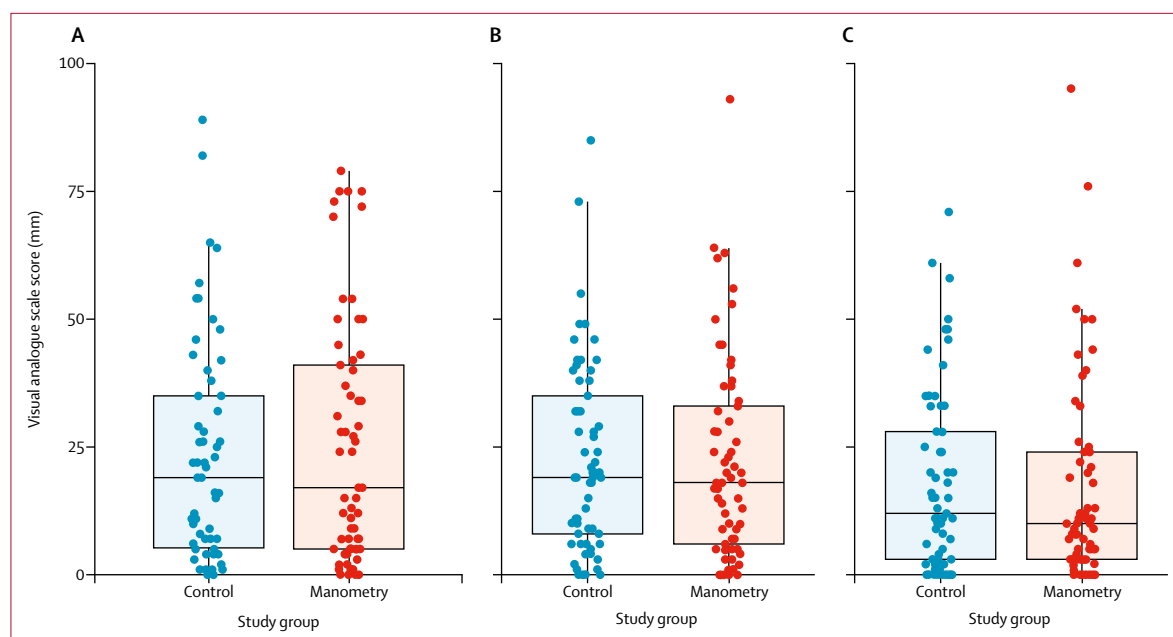 A
B
C
100
75
50
25
0
Visual analogue scale score (mm)
Control
Manometry
Study group
Control
Manometry
Study group
Control
Manometry
Study group